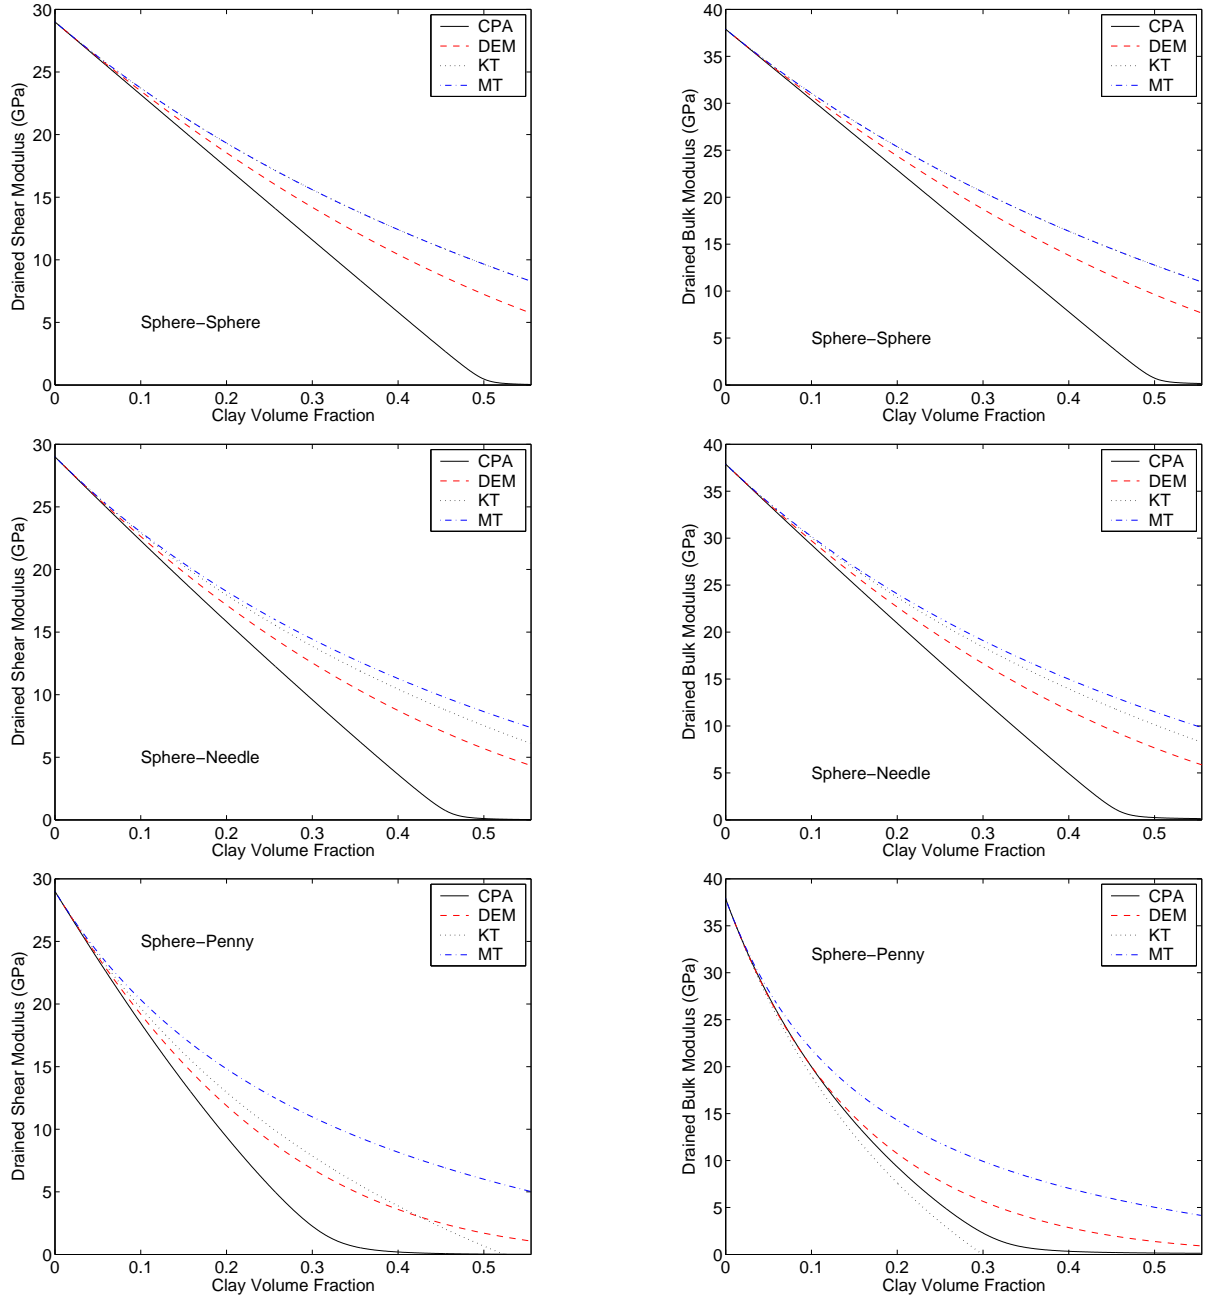 30
25
20
15
10
5
0
Drained Shear Modulus (GPa)
CPA
DEM
KT
MT
Sphere−Sphere
0 0.1 0.2 0.3 0.4 0.5
Clay Volume Fraction
40
35
30
25
20
15
10
5
0
Drained Bulk Modulus (GPa)
CPA
DEM
KT
MT
Sphere−Sphere
0 0.1 0.2 0.3 0.4 0.5
Clay Volume Fraction
30
25
20
15
10
5
0
Drained Shear Modulus (GPa)
CPA
DEM
KT
MT
Sphere−Needle
0 0.1 0.2 0.3 0.4 0.5
Clay Volume Fraction
40
35
30
25
20
15
10
5
0
Drained Bulk Modulus (GPa)
CPA
DEM
KT
MT
Sphere−Needle
0 0.1 0.2 0.3 0.4 0.5
Clay Volume Fraction
30
25
20
15
10
5
0
Drained Shear Modulus (GPa)
CPA
DEM
KT
MT
Sphere−Penny
0 0.1 0.2 0.3 0.4 0.5
Clay Volume Fraction
40
35
30
25
20
15
10
5
0
Drained Bulk Modulus (GPa)
CPA
DEM
KT
MT
Sphere−Penny
0 0.1 0.2 0.3 0.4 0.5
Clay Volume Fraction